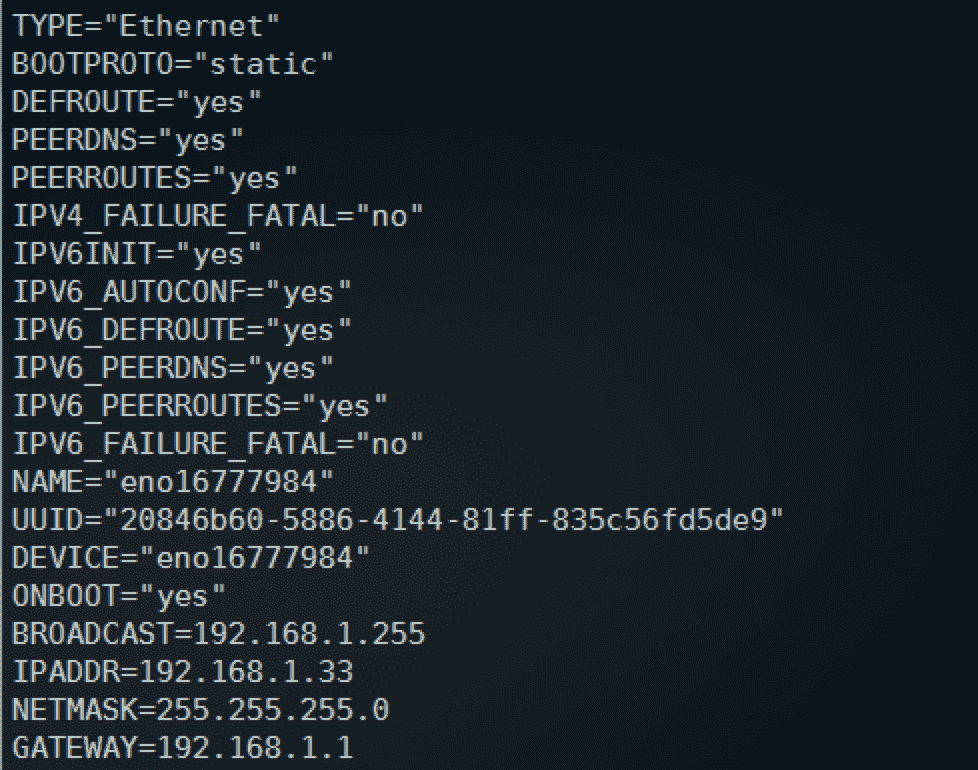 TYPE="Ethernet"
BOOTPROTO="static"
DEFROUTE="yes"
PEERDNS="yes"
PEERROUTES="yes"
IPV4_FAILURE_FATAL="no"
IPV6INIT="yes"
IPV6_AUTOCONF="yes"
IPV6_DEFROUTE="yes"
IPV6_PEERDNS="yes"
IPV6_PEERROUTES="yes"
IPV6_FAILURE_FATAL="no"
NAME="eno16777984"
UUID="20846b60-5886-4144-81ff-835c56fd5de9"
DEVICE="eno16777984"
ONBOOT="yes"
BROADCAST=192.168.1.255
IPADDR=192.168.1.33
NETMASK=255.255.255.0
GATEWAY=192.168.1.1